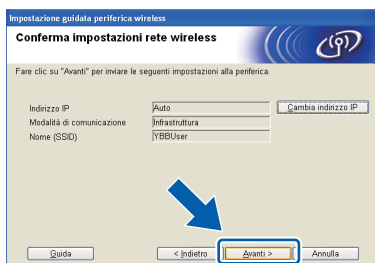 Impostazione guidata periferica wireless
Conferma impostazioni rete wireless
Fare clic su "Avanti" per inviare le seguenti impostazioni alla periferica.
Indirizzo IP Auto Cambia indirizzo IP
Modalità di comunicazione Infrastruttura
Nome (SSID) YBBUser
Guida < Indietro Avanti > Annulla